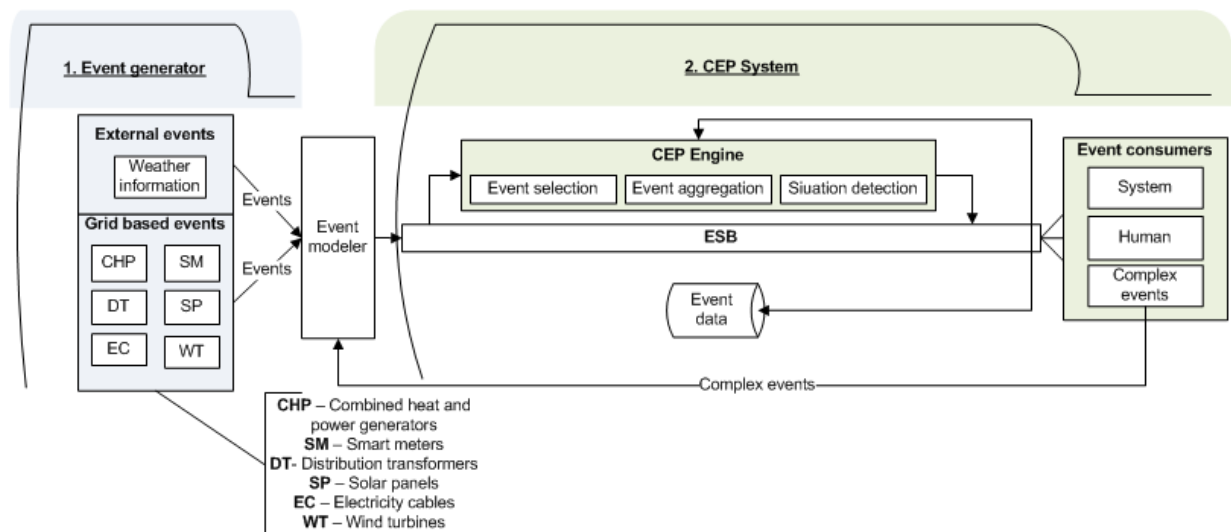 1. Event generator
2. CEP System
External events
Weather
information
Grid based events
CHP
SM
DT
SP
EC
WT
Events
Events
Event
modeler
CEP Engine
Event selection
Event aggregation
Siuation detection
ESB
Event
data
Event consumers
System
Human
Complex
events
Complex events
CHP – Combined heat and
power generators
SM – Smart meters
DT- Distribution transformers
SP – Solar panels
EC – Electricity cables
WT – Wind turbines